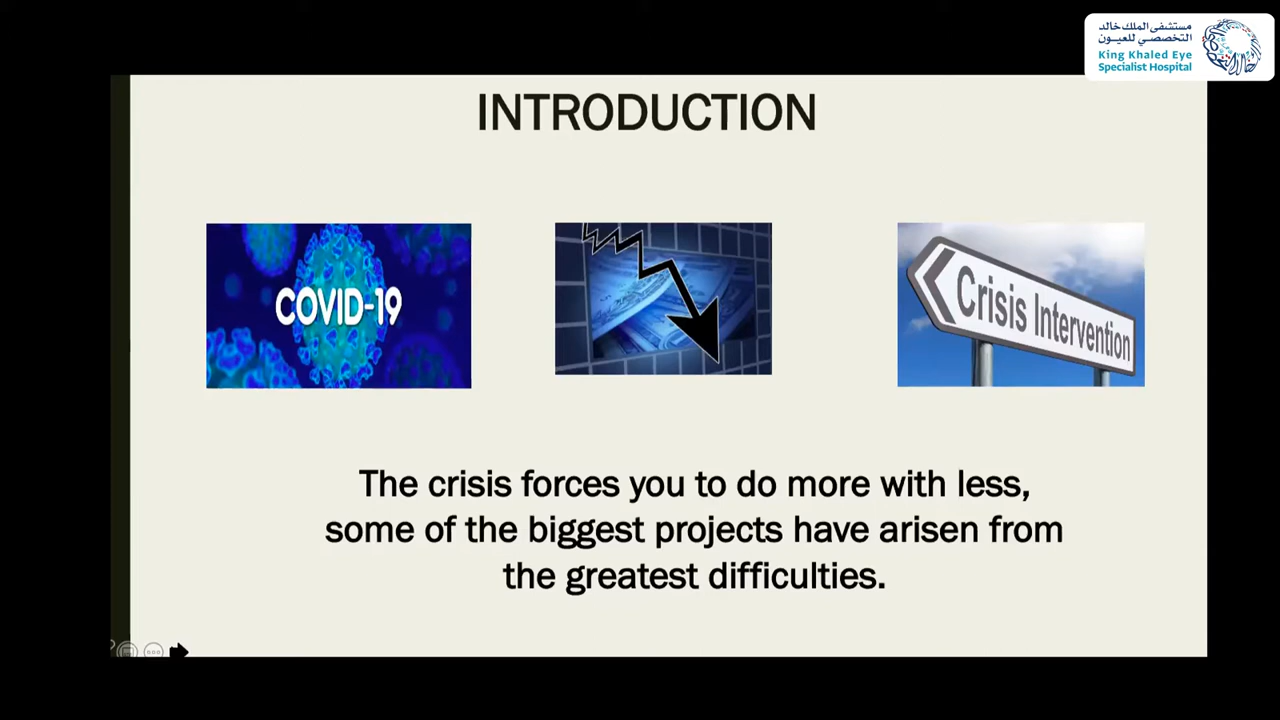 مستشفى الملك خالد
التخصصي للعيون
King Khaled Eye
Specialist Hospital
INTRODUCTION
COVID-19
Crisis Intervention
The crisis forces you to do more with less,
some of the biggest projects have arisen from
the greatest difficulties.